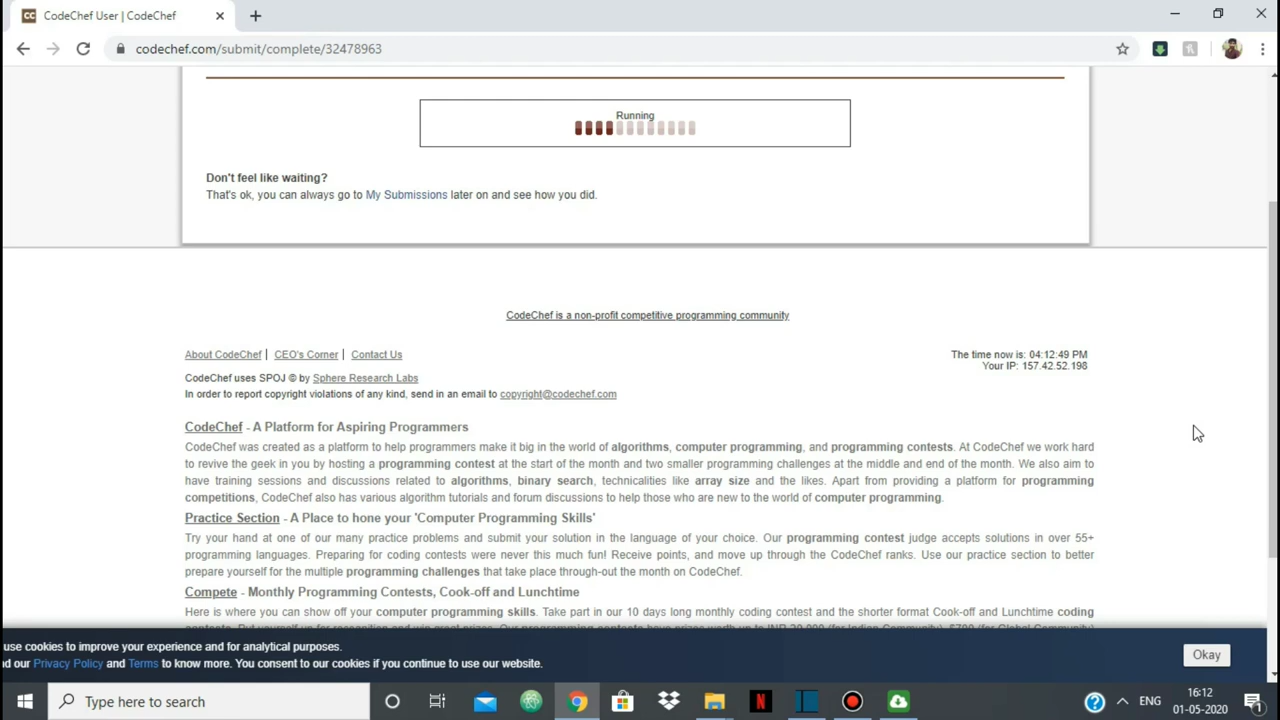 CodeChef User | CodeChef
codechef.com/submit/complete/32478963
Running
Don't feel like waiting?
That's ok, you can always go to My Submissions later on and see how you did.
CodeChef is a non-profit competitive programming community
About CodeChef | CEO's Corner | Contact Us
The time now is: 04:12:49 PM
Your IP: 157.42.52.198
CodeChef uses SPOJ © by Sphere Research Labs
In order to report copyright violations of any kind, send in an email to copyright@codechef.com
CodeChef - A Platform for Aspiring Programmers
CodeChef was created as a platform to help programmers make it big in the world of algorithms, computer programming, and programming contests. At CodeChef we work hard
to revive the geek in you by hosting a programming contest at the start of the month and two smaller programming challenges at the middle and end of the month. We also aim to
have training sessions and discussions related to algorithms, binary search, technicalities like array size and the likes. Apart from providing a platform for programming
competitions, CodeChef also has various algorithm tutorials and forum discussions to help those who are new to the world of computer programming.
Practice Section - A Place to hone your 'Computer Programming Skills'
Try your hand at one of our many practice problems and submit your solution in the language of your choice. Our programming contest judge accepts solutions in over 55+
programming languages. Preparing for coding contests were never this much fun! Receive points, and move up through the CodeChef ranks. Use our practice section to better
prepare yourself for the multiple programming challenges that take place through-out the month on CodeChef.
Compete - Monthly Programming Contests, Cook-off and Lunchtime
Here is where you can show off your computer programming skills. Take part in our 10 days long monthly coding contest and the shorter format Cook-off and Lunchtime coding
use cookies to improve your experience and for analytical purposes.
nd our Privacy Policy and Terms to know more. You consent to our cookies if you continue to use our website.
Okay
Type here to search
ENG
16:12
01-05-2020